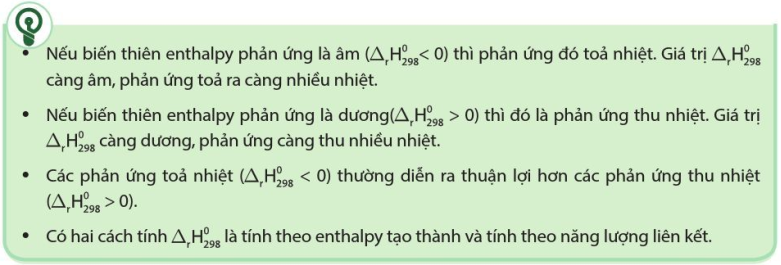 • Nếu biến thiên enthalpy phản ứng là âm (ΔᵣH⁰₂₉₈< 0) thì phản ứng đó toả nhiệt. Giá trị ΔᵣH⁰₂₉₈
càng âm, phản ứng toả ra càng nhiều nhiệt.
• Nếu biến thiên enthalpy phản ứng là dương(ΔᵣH⁰₂₉₈ > 0) thì đó là phản ứng thu nhiệt. Giá trị
ΔᵣH⁰₂₉₈ càng dương, phản ứng càng thu nhiều nhiệt.
• Các phản ứng toả nhiệt (ΔᵣH⁰₂₉₈ < 0) thường diễn ra thuận lợi hơn các phản ứng thu nhiệt
(ΔᵣH⁰₂₉₈ > 0).
• Có hai cách tính ΔᵣH⁰₂₉₈ là tính theo enthalpy tạo thành và tính theo năng lượng liên kết.